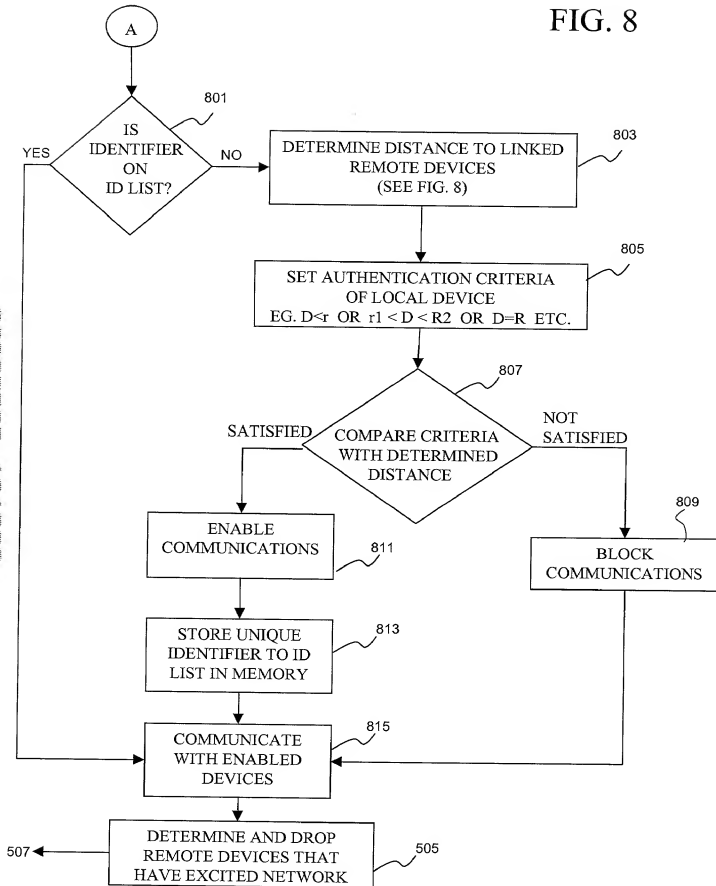 FIG. 8
A
801
IS
IDENTIFIER
ON
ID LIST?
YES
NO
DETERMINE DISTANCE TO LINKED
REMOTE DEVICES
(SEE FIG. 8)
803
SET AUTHENTICATION CRITERIA
OF LOCAL DEVICE
EG. D<r OR r1 < D < R2 OR D=R ETC.
805
807
COMPARE CRITERIA
WITH DETERMINED
DISTANCE
SATISFIED
NOT
SATISFIED
809
BLOCK
COMMUNICATIONS
ENABLE
COMMUNICATIONS
811
STORE UNIQUE
IDENTIFIER TO ID
LIST IN MEMORY
813
COMMUNICATE
WITH ENABLED
DEVICES
815
DETERMINE AND DROP
REMOTE DEVICES THAT
HAVE EXCITED NETWORK
505
507